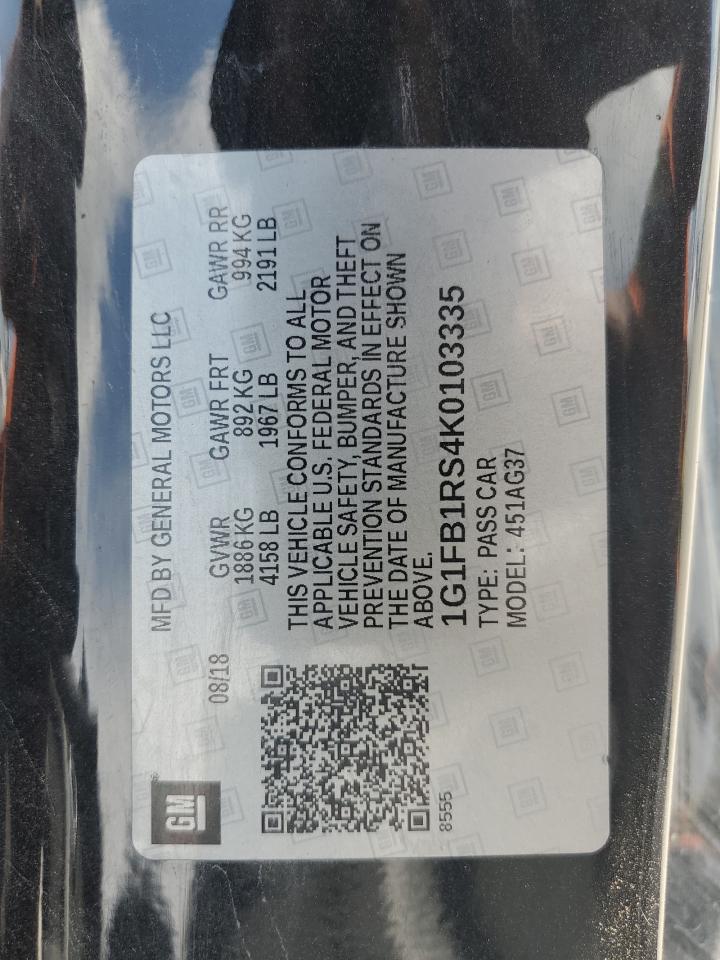 GM
MFD BY GENERAL MOTORS LLC
08/18 GVWR GAWR FRT GAWR RR
1886 KG 892 KG 994 KG
4158 LB 1967 LB 2191 LB
THIS VEHICLE CONFORMS TO ALL
APPLICABLE U.S. FEDERAL MOTOR
VEHICLE SAFETY, BUMPER, AND THEFT
PREVENTION STANDARDS IN EFFECT ON
THE DATE OF MANUFACTURE SHOWN
ABOVE.
1G1FB1RS4K0103335
TYPE: PASS CAR
MODEL: 451AG37
8555